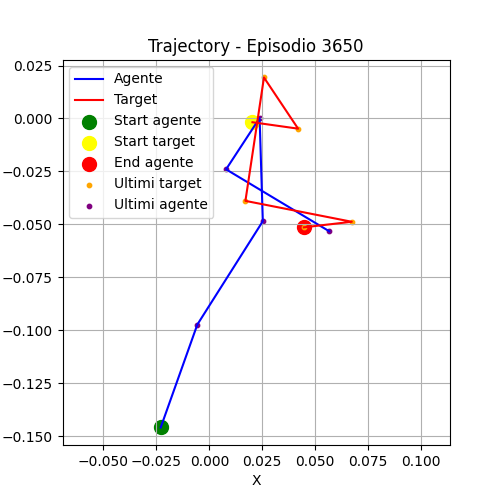 Trajectory - Episodio 3650
0.025
0.000
−0.025
−0.050
−0.075
−0.100
−0.125
−0.150
Agente
Target
Start agente
Start target
End agente
Ultimi target
Ultimi agente
−0.050 −0.025 0.000 0.025 0.050 0.075 0.100
X